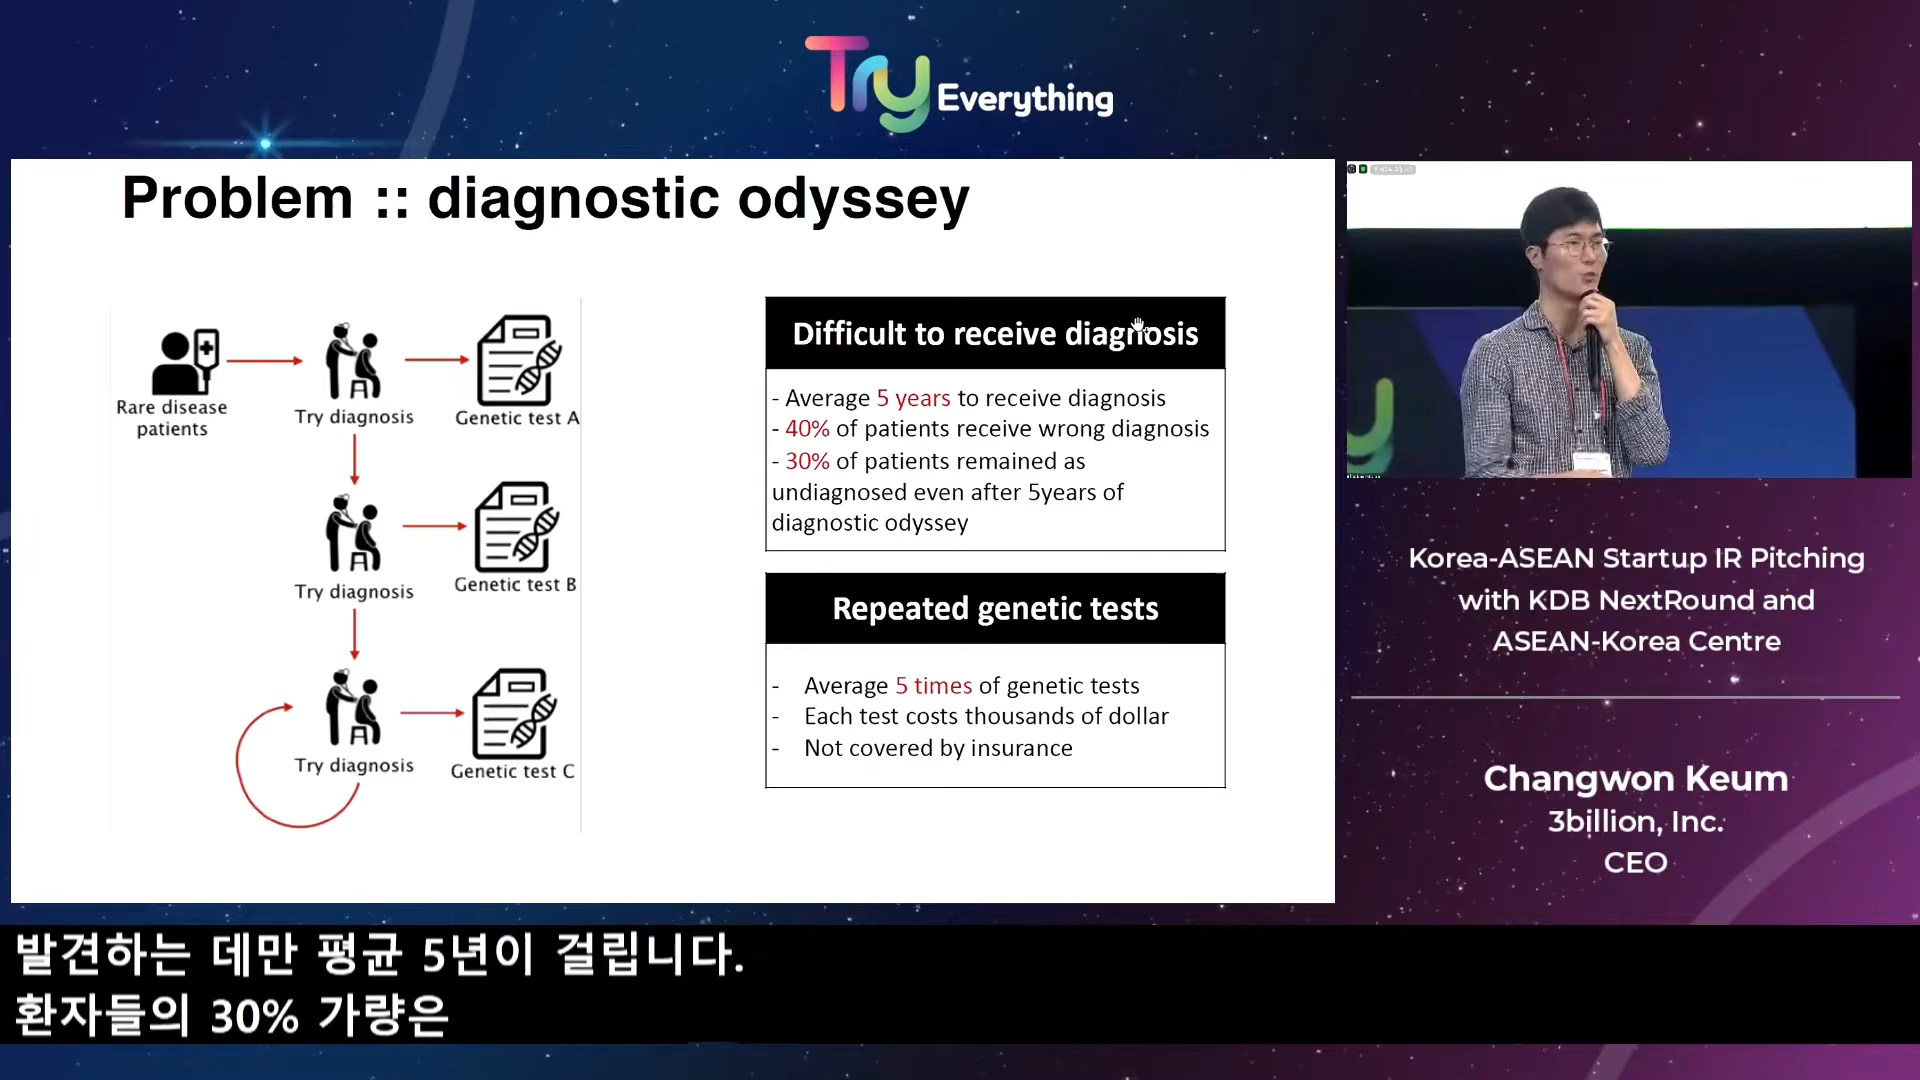 Try Everything
Problem :: diagnostic odyssey
Rare disease
patients
Try diagnosis
Genetic test A
Try diagnosis
Genetic test B
Try diagnosis
Genetic test C
Difficult to receive diagnosis
- Average 5 years to receive diagnosis
- 40% of patients receive wrong diagnosis
- 30% of patients remained as
undiagnosed even after 5years of
diagnostic odyssey
Repeated genetic tests
- Average 5 times of genetic tests
- Each test costs thousands of dollar
- Not covered by insurance
Korea-ASEAN Startup IR Pitching
with KDB NextRound and
ASEAN-Korea Centre
Changwon Keum
3billion, Inc.
CEO
발견하는 데만 평균 5년이 걸립니다.
환자들의 30% 가량은